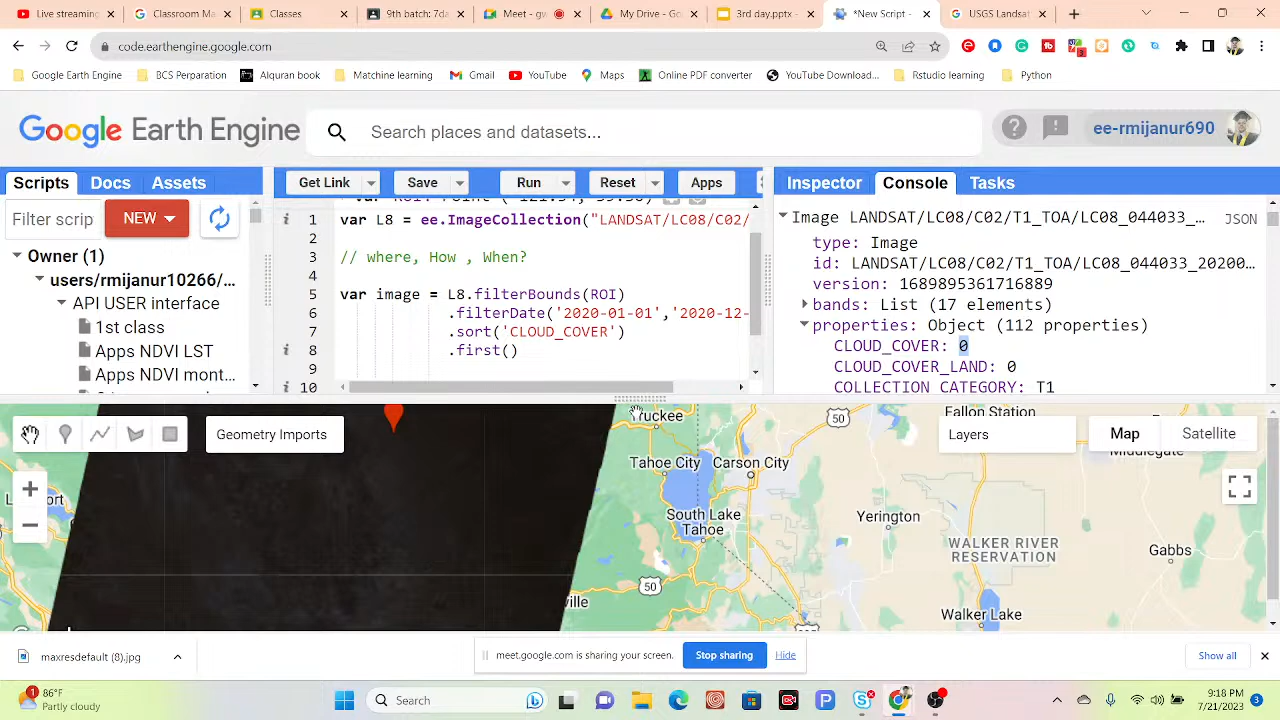 Live streaming
Classroom Ma
Classes
9th batch: 7da
Meet - gv
My Drive - Go
3rd day.pptx -
*New Script -
USGS Landsat
code.earthengine.google.com
Google Earth Engine
BCS Perparation
Alquran book
Matchine learning
Gmail
YouTube
Maps
Online PDF converter
YouTube Download...
Rstudio learning
Python
Google Earth Engine
Search places and datasets...
ee-rmijanur690
Scripts
Docs
Assets
Get Link
Save
Run
Reset
Apps
Inspector
Console
Tasks
Filter scrip
NEW
Owner (1)
users/rmijanur10266/...
API USER interface
1st class
Apps NDVI LST
Apps NDVI mont...
i 1 var L8 = ee.ImageCollection("LANDSAT/LC08/C02/
2
3 // where, How , When?
4
5 var image = L8.filterBounds(ROI)
6 .filterDate('2020-01-01','2020-12-
7 .sort('CLOUD_COVER')
i 8 .first()
i 10
Image LANDSAT/LC08/C02/T1_TOA/LC08_044033_...
JSON
type: Image
id: LANDSAT/LC08/C02/T1_TOA/LC08_044033_20200...
version: 1689895361716889
bands: List (17 elements)
properties: Object (112 properties)
CLOUD_COVER: 0
CLOUD_COVER_LAND: 0
COLLECTION_CATEGORY: T1
Geometry Imports
Layers
Map
Satellite
Truckee
50
Fallon Station
Middlegate
Tahoe City
Carson City
South Lake
Tahoe
Yerington
WALKER RIVER
RESERVATION
Gabbs
50
ville
Walker Lake
maxresdefault (8).jpg
meet.google.com is sharing your screen.
Stop sharing
Hide
Show all
86°F
Partly cloudy
Search
9:18 PM
7/21/2023
3